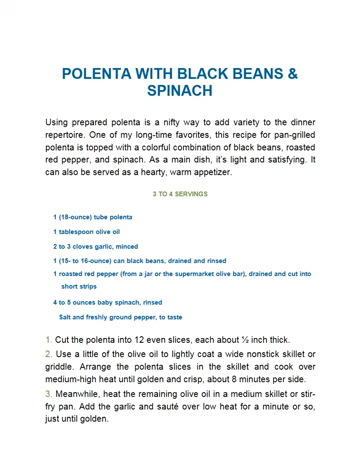 POLENTA WITH BLACK BEANS &
SPINACH
Using prepared polenta is a nifty way to add variety to the dinner
repertoire. One of my long-time favorites, this recipe for pan-grilled
polenta is topped with a colorful combination of black beans, roasted
red pepper, and spinach. As a main dish, it’s light and satisfying. It
can also be served as a hearty, warm appetizer.
3 TO 4 SERVINGS
1 (18-ounce) tube polenta
1 tablespoon olive oil
2 to 3 cloves garlic, minced
1 (15- to 16-ounce) can black beans, drained and rinsed
1 roasted red pepper (from a jar or the supermarket olive bar), drained and cut into
short strips
4 to 5 ounces baby spinach, rinsed
Salt and freshly ground pepper, to taste
1. Cut the polenta into 12 even slices, each about ½ inch thick.
2. Use a little of the olive oil to lightly coat a wide nonstick skillet or
griddle. Arrange the polenta slices in the skillet and cook over
medium-high heat until golden and crisp, about 8 minutes per side.
3. Meanwhile, heat the remaining olive oil in a medium skillet or stir-
fry pan. Add the garlic and sauté over low heat for a minute or so,
just until golden.